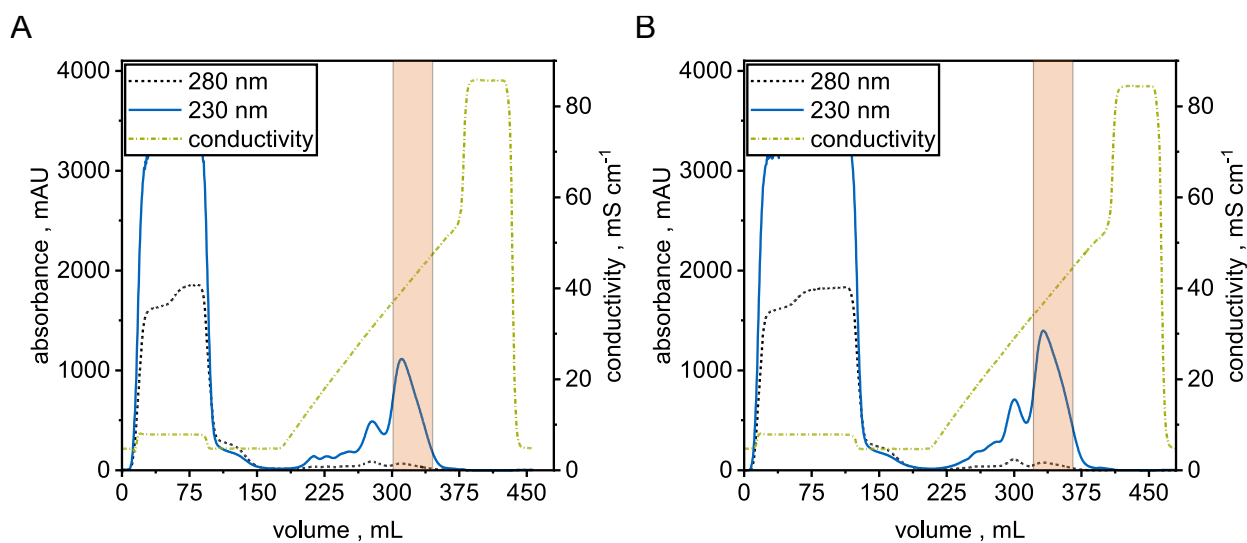 A
4000
3000
2000
1000
0
absorbance , mAU
280 nm
230 nm
conductivity
80
60
40
20
0
conductivity , mS cm⁻¹
0 75 150 225 300 375 450
volume , mL
B
4000
3000
2000
1000
0
absorbance , mAU
280 nm
230 nm
conductivity
80
60
40
20
0
conductivity , mS cm⁻¹
0 75 150 225 300 375 450
volume , mL